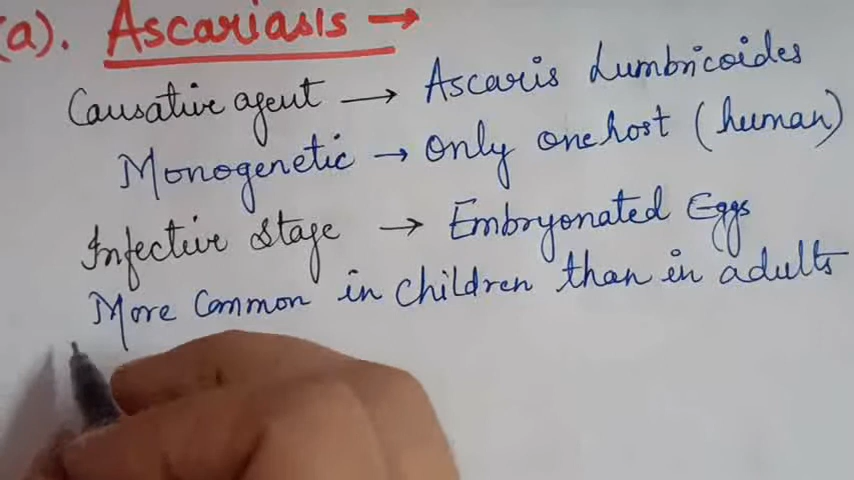 (a). Ascariasis →
Causative agent → Ascaris Lumbricoides
Monogenetic → Only one host (human)
Infective Stage → Embryonated Eggs
More Common in children than in adults